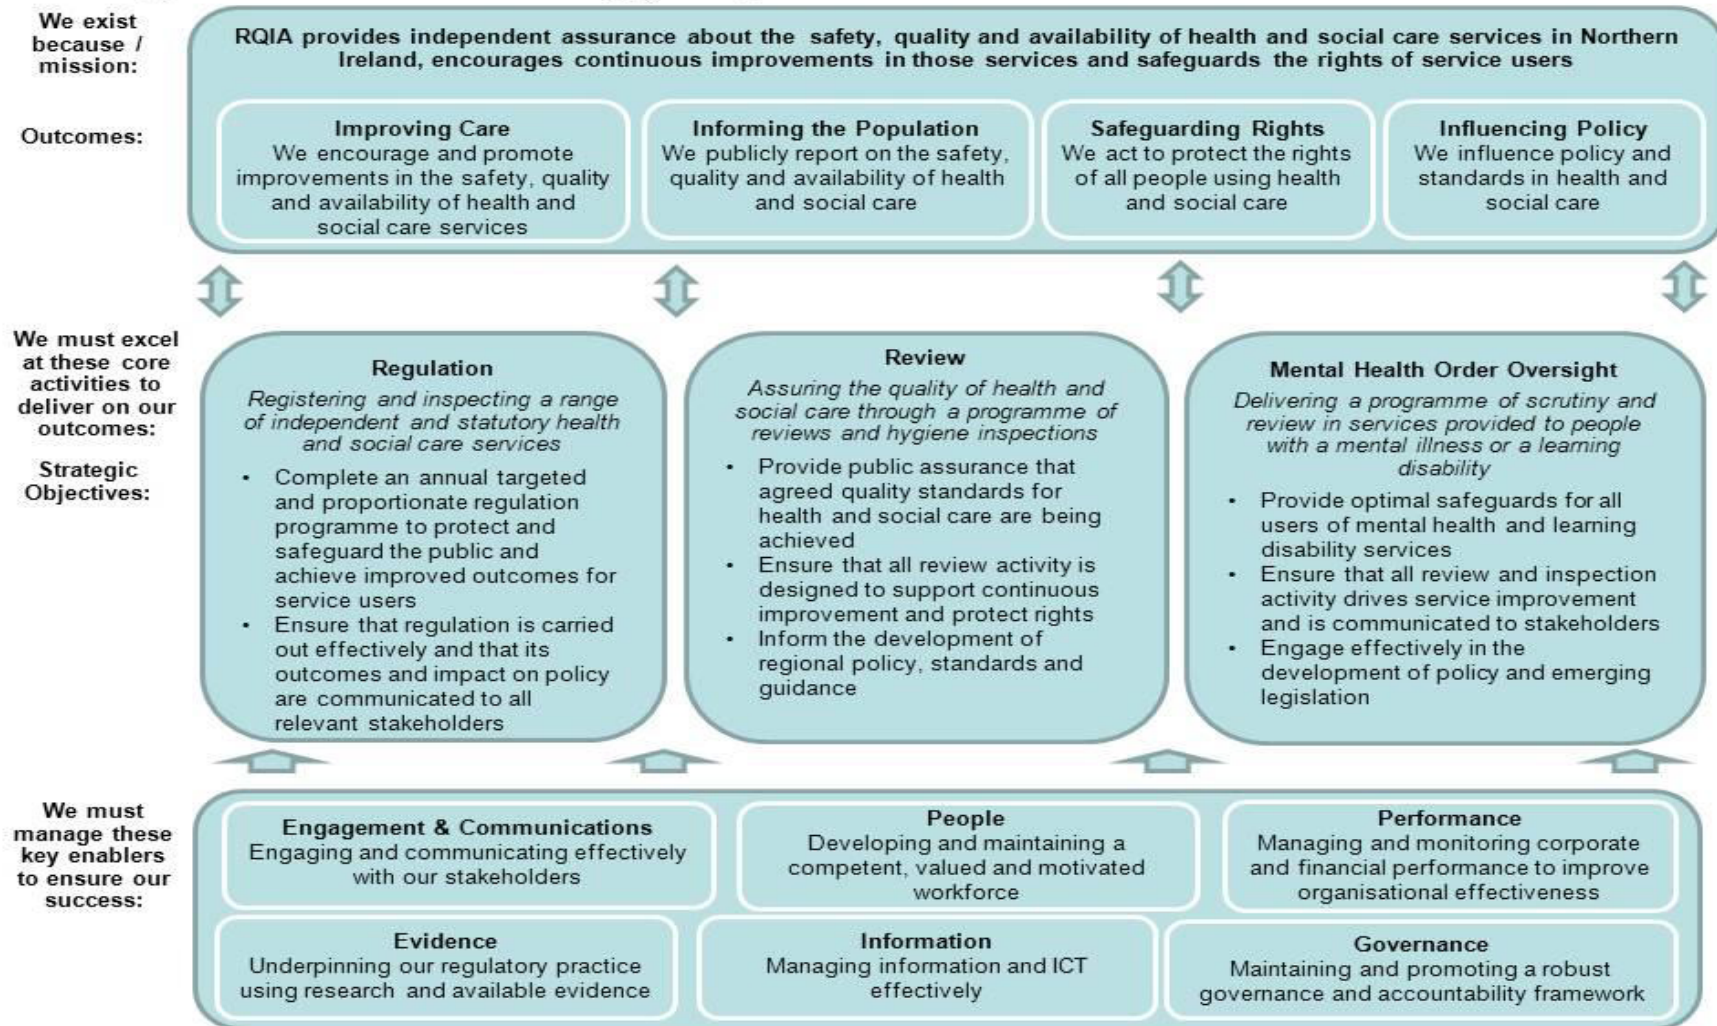 We exist
because /
mission:
RQIA provides independent assurance about the safety, quality and availability of health and social care services in Northern
Ireland, encourages continuous improvements in those services and safeguards the rights of service users
Outcomes:
Improving Care
We encourage and promote
improvements in the safety, quality
and availability of health and
social care services
Informing the Population
We publicly report on the safety,
quality and availability of health
and social care
Safeguarding Rights
We act to protect the rights
of all people using health
and social care
Influencing Policy
We influence policy and
standards in health and
social care
We must excel
at these core
activities to
deliver on our
outcomes:
Strategic
Objectives:
Regulation
Registering and inspecting a range
of independent and statutory health
and social care services
• Complete an annual targeted
and proportionate regulation
programme to protect and
safeguard the public and
achieve improved outcomes for
service users
• Ensure that regulation is carried
out effectively and that its
outcomes and impact on policy
are communicated to all
relevant stakeholders
Review
Assuring the quality of health and
social care through a programme of
reviews and hygiene inspections
• Provide public assurance that
agreed quality standards for
health and social care are being
achieved
• Ensure that all review activity is
designed to support continuous
improvement and protect rights
• Inform the development of
regional policy, standards and
guidance
Mental Health Order Oversight
Delivering a programme of scrutiny and
review in services provided to people
with a mental illness or a learning
disability
• Provide optimal safeguards for all
users of mental health and learning
disability services
• Ensure that all review and inspection
activity drives service improvement
and is communicated to stakeholders
• Engage effectively in the
development of policy and emerging
legislation
We must
manage these
key enablers
to ensure our
success:
Engagement & Communications
Engaging and communicating effectively
with our stakeholders
People
Developing and maintaining a
competent, valued and motivated
workforce
Performance
Managing and monitoring corporate
and financial performance to improve
organisational effectiveness
Evidence
Underpinning our regulatory practice
using research and available evidence
Information
Managing information and ICT
effectively
Governance
Maintaining and promoting a robust
governance and accountability framework